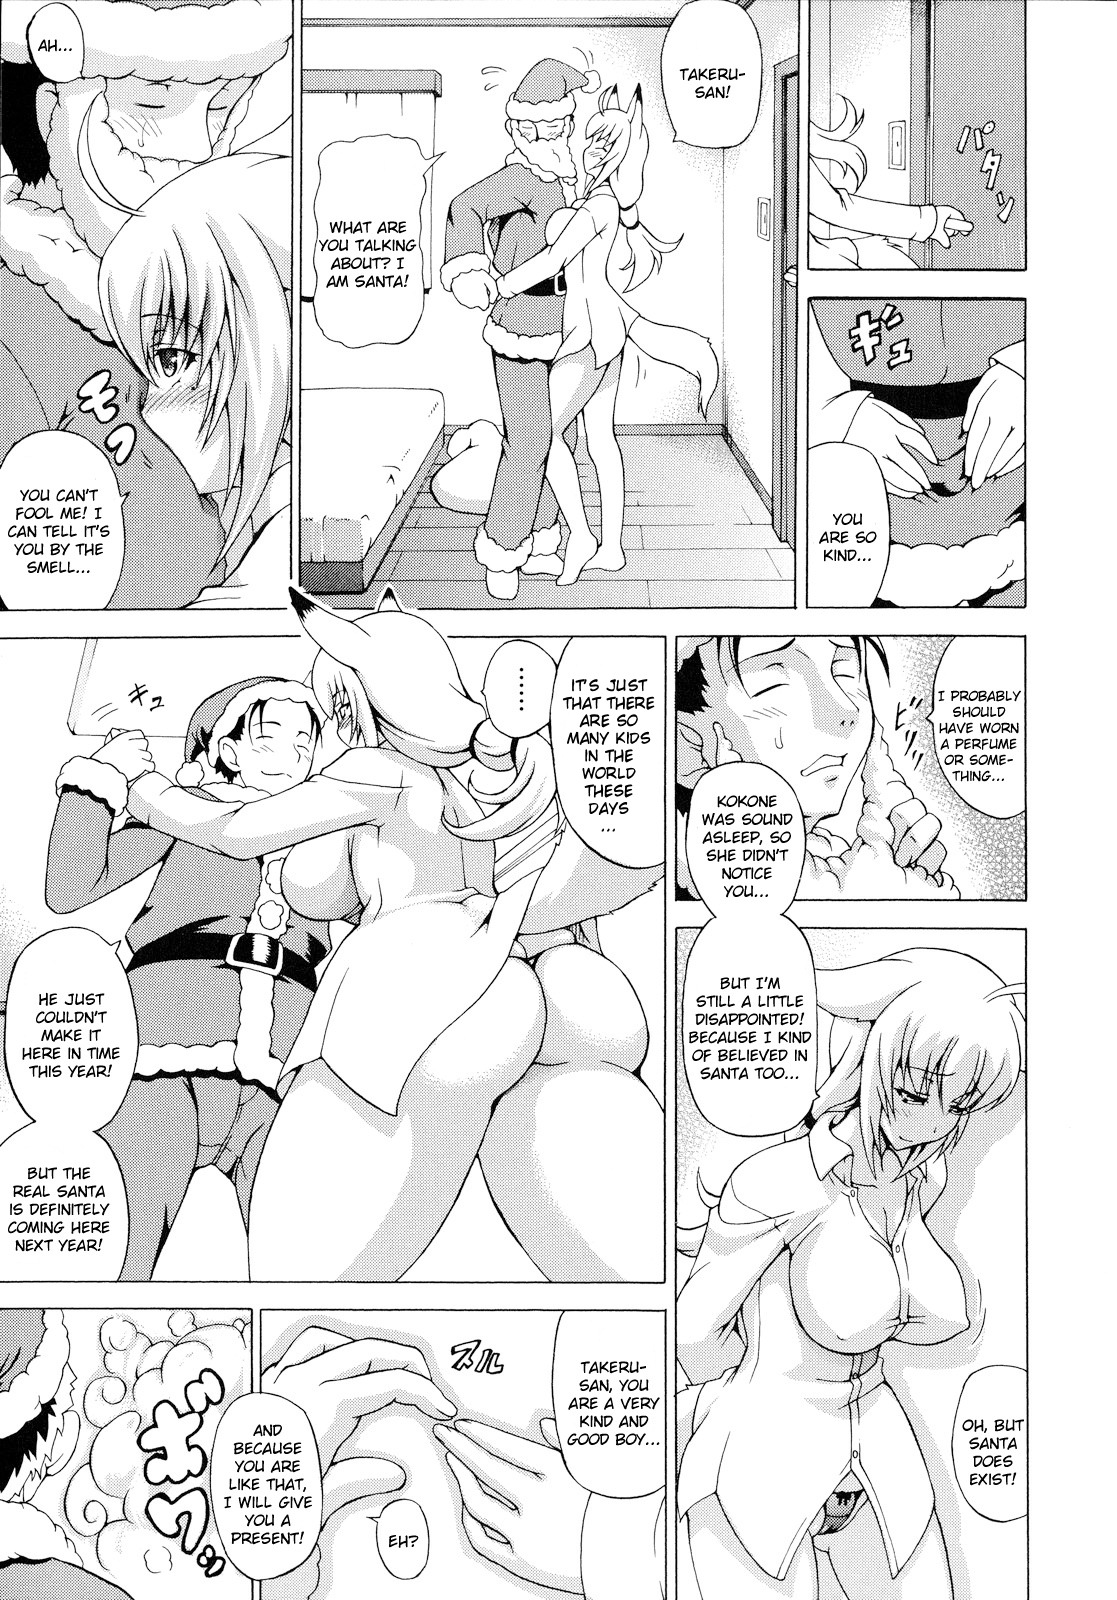 パタン
TAKERU-
SAN!
WHAT ARE
YOU TALKING
ABOUT? I
AM SANTA!
AH...
ギュ
YOU
ARE SO
KIND...
モフッ
YOU CAN'T
FOOL ME! I
CAN TELL IT'S
YOU BY THE
SMELL...
I PROBABLY
SHOULD
HAVE WORN
A PERFUME
OR SOME-
THING...
KOKONE
WAS SOUND
ASLEEP, SO
SHE DIDN'T
NOTICE
YOU...
BUT I'M
STILL A LITTLE
DISAPPOINTED!
BECAUSE I KIND
OF BELIEVED IN
SANTA TOO...
OH, BUT
SANTA
DOES
EXIST!
IT'S JUST
THAT THERE
ARE SO
MANY KIDS
IN THE
WORLD
THESE
DAYS
...
......
ギュ
HE JUST
COULDN'T
MAKE IT
HERE IN TIME
THIS YEAR!
BUT THE
REAL SANTA
IS DEFINITELY
COMING HERE
NEXT YEAR!
TAKERU-
SAN, YOU
ARE A VERY
KIND AND
GOOD BOY...
スル
EH?
AND
BECAUSE
YOU ARE
LIKE THAT,
I WILL GIVE
YOU A
PRESENT!